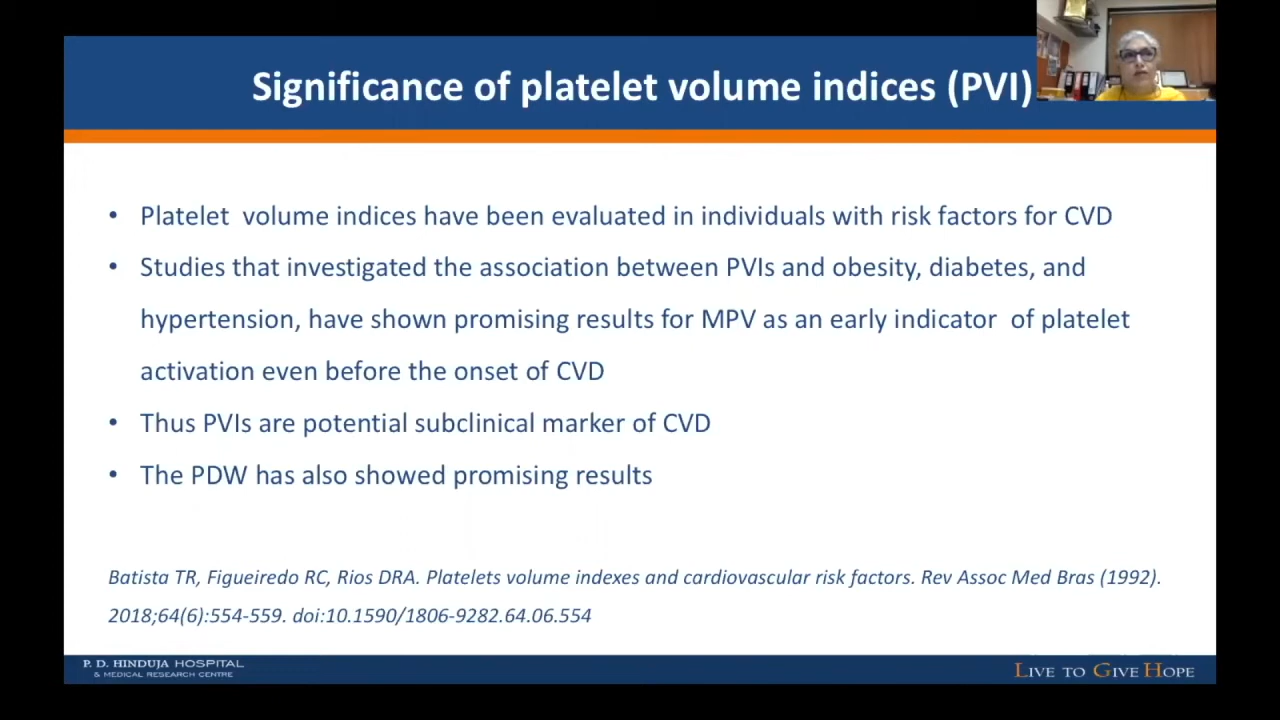 Significance of platelet volume indices (PVI)
• Platelet volume indices have been evaluated in individuals with risk factors for CVD
• Studies that investigated the association between PVIs and obesity, diabetes, and
hypertension, have shown promising results for MPV as an early indicator of platelet
activation even before the onset of CVD
• Thus PVIs are potential subclinical marker of CVD
• The PDW has also showed promising results
Batista TR, Figueiredo RC, Rios DRA. Platelets volume indexes and cardiovascular risk factors. Rev Assoc Med Bras (1992).
2018;64(6):554-559. doi:10.1590/1806-9282.64.06.554
P. D. HINDUJA HOSPITAL
& MEDICAL RESEARCH CENTRE
LIVE TO GIVE HOPE